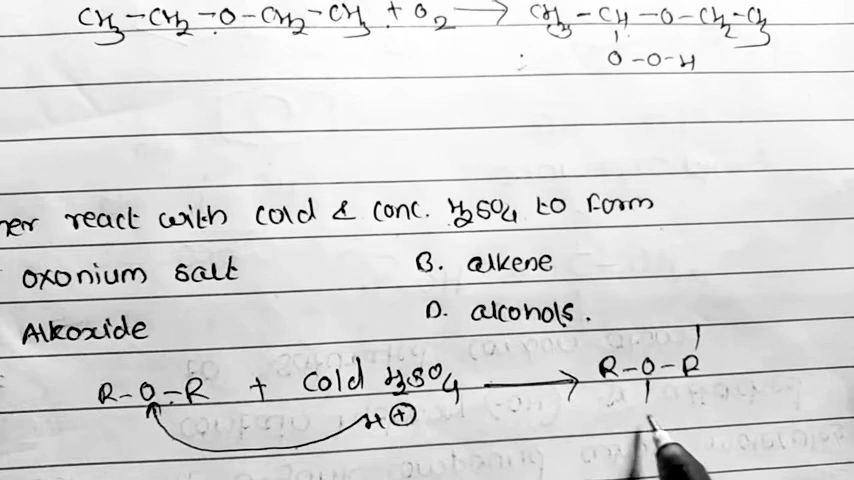 CH3-CH2-O-CH2-CH3 + O2 → CH3-CH-O-CH2-CH3
O-O-H
her react with cold & conc. H2SO4 to form
oxonium salt B. alkene
Alkoxide D. alcohols.
R-O-R + Cold H2SO4 → R-O-R
H⊕